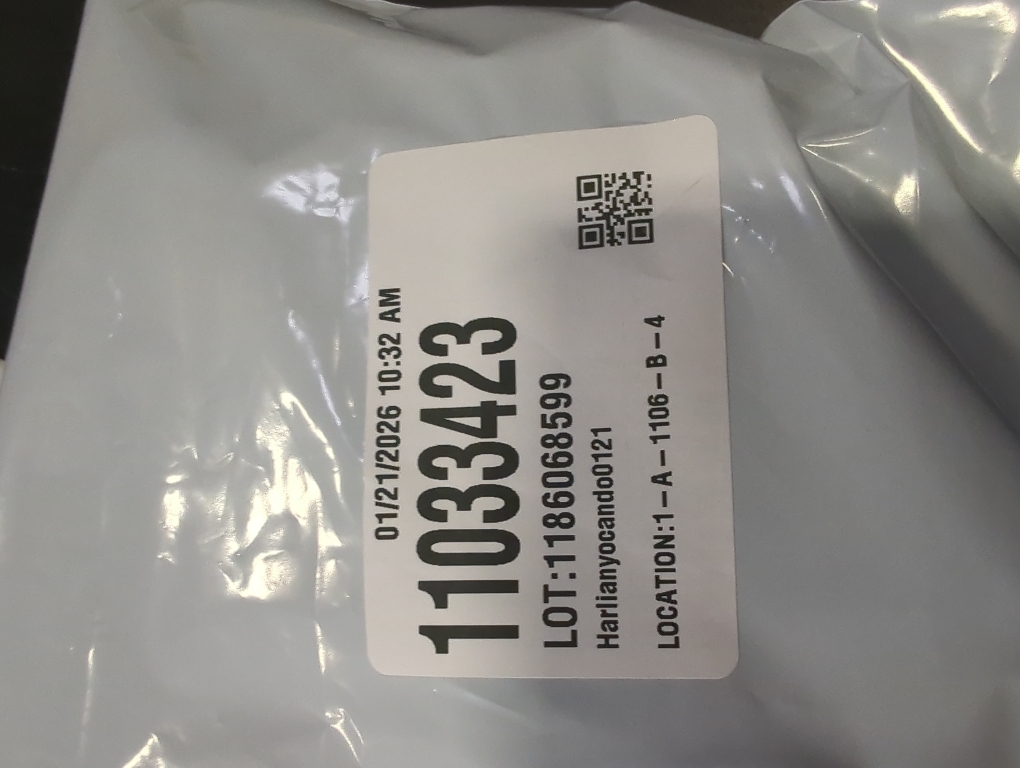 01/21/2026 10:32 AM
11033423
LOT:1186068599
Harlianyocando0121
LOCATION:1-A-1106-B-4